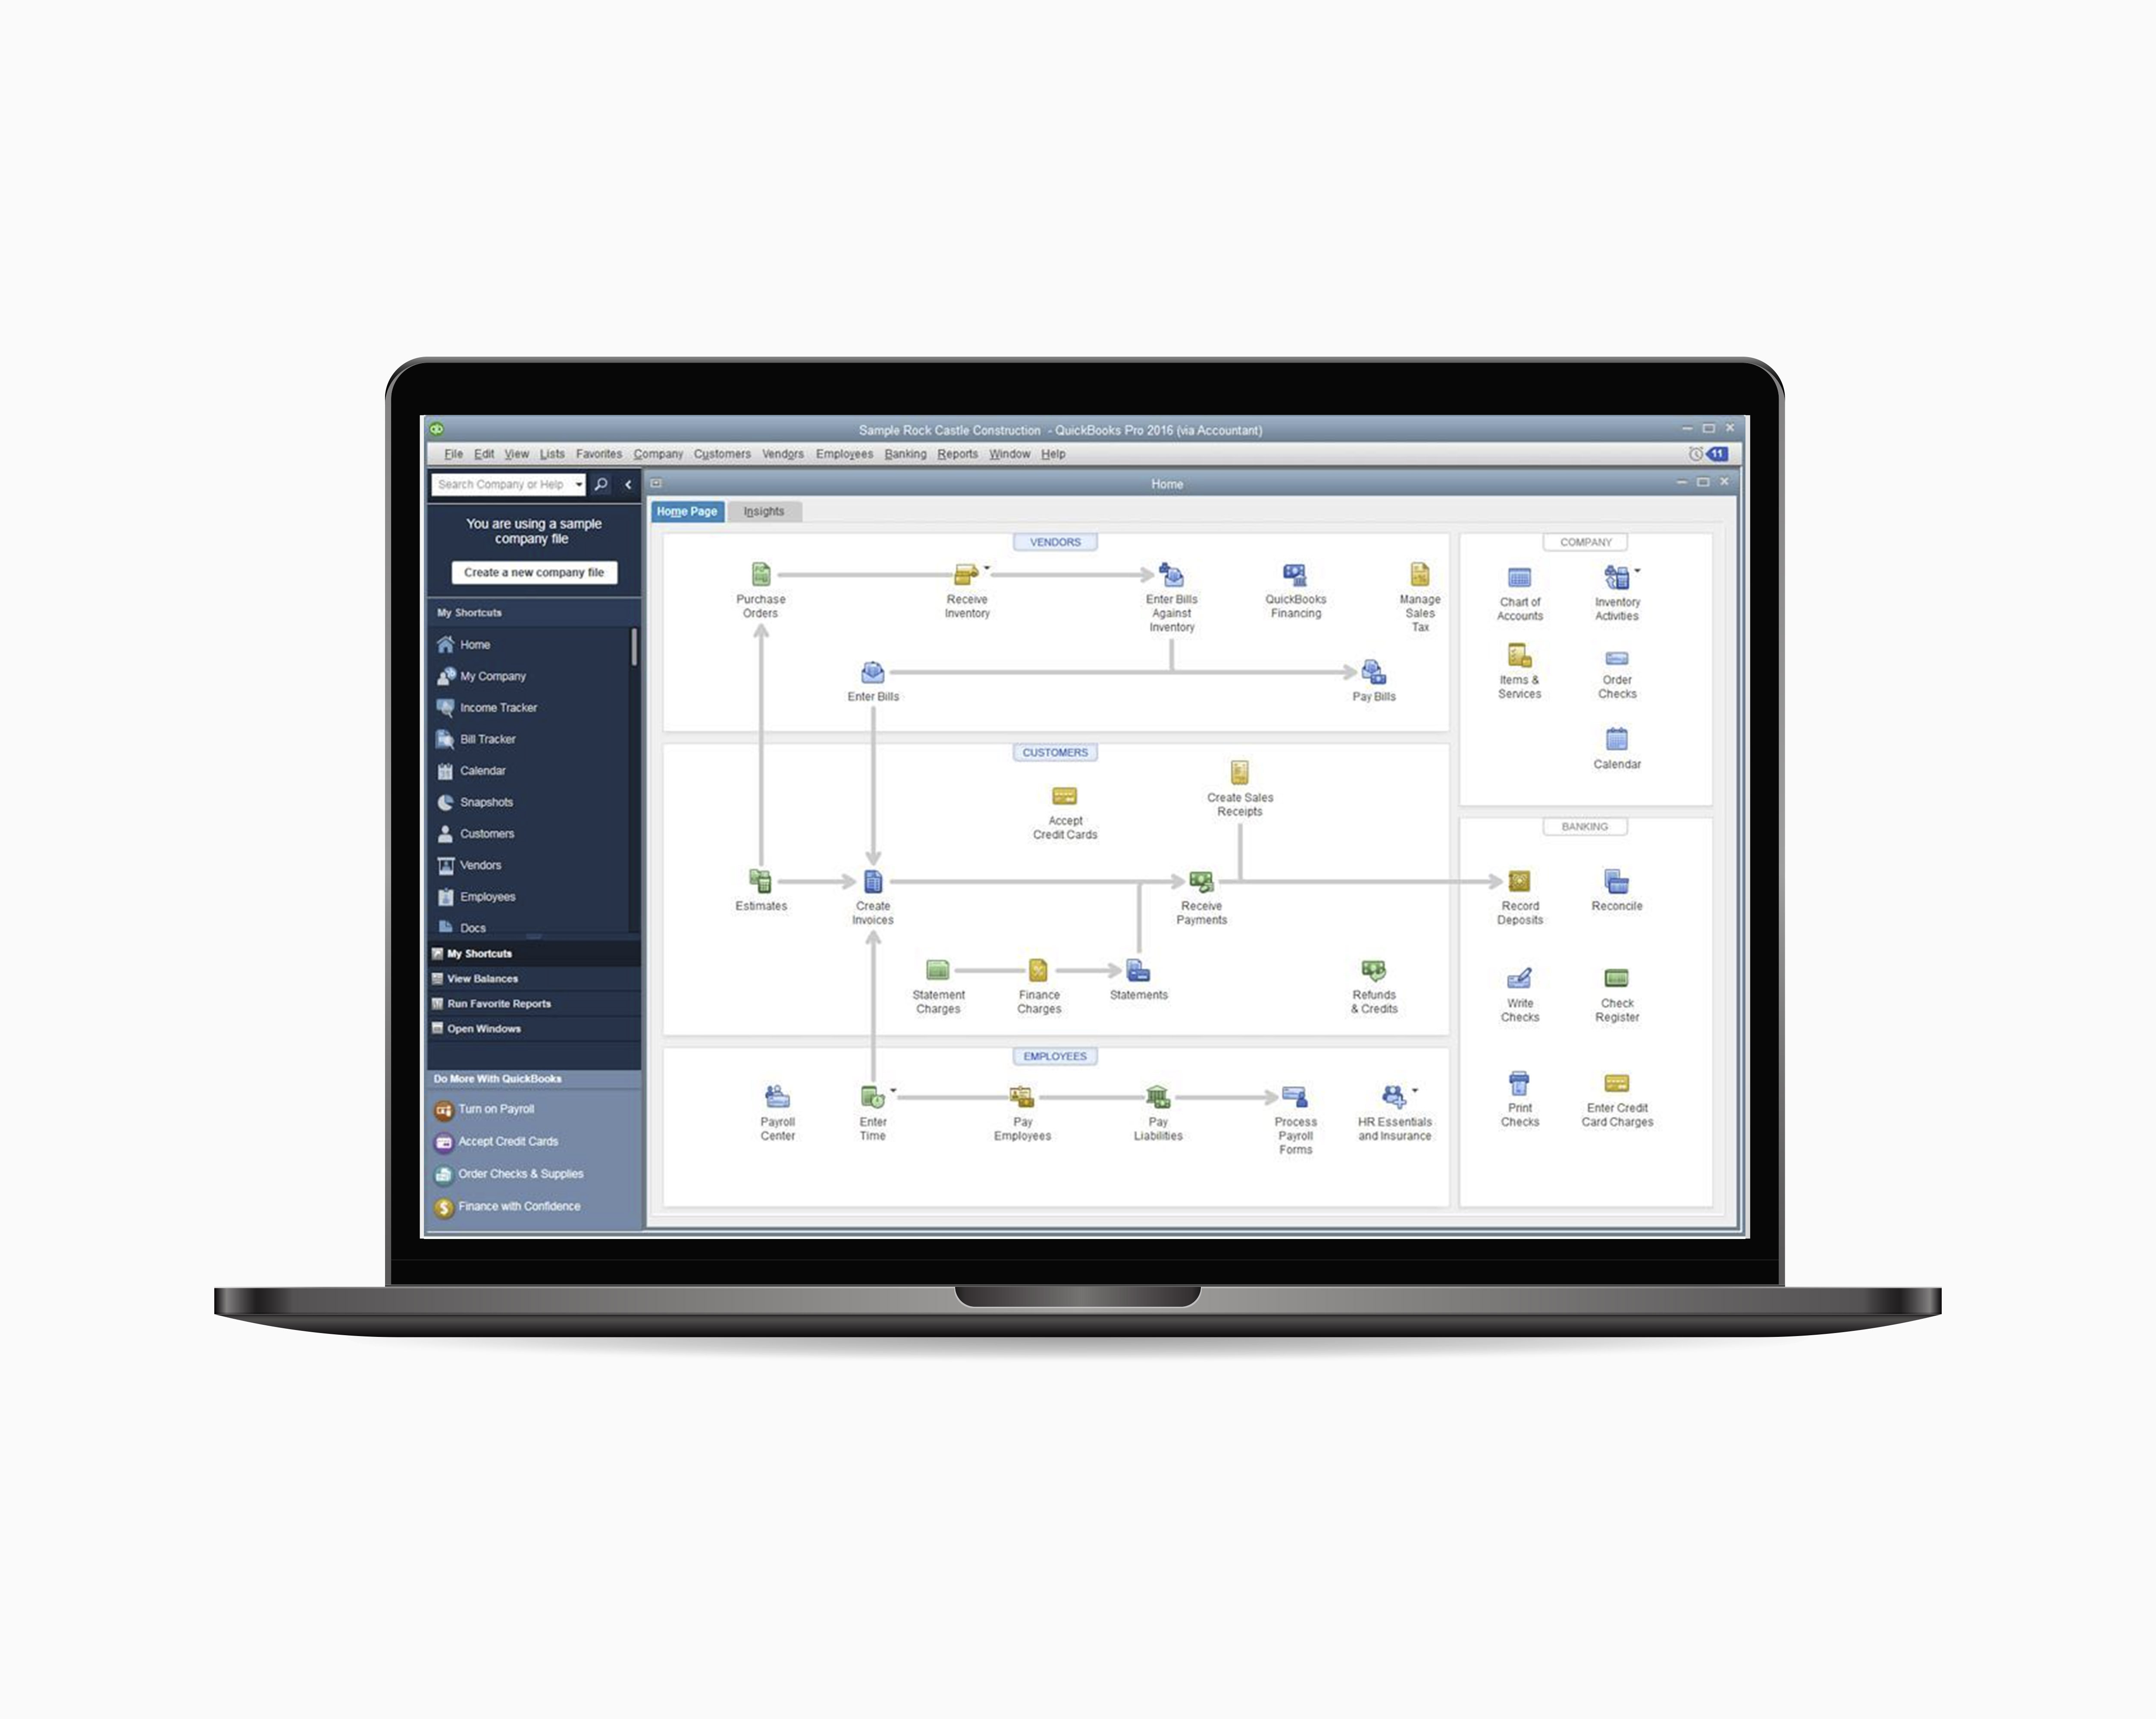 Sample Rock Castle Construction - QuickBooks Pro 2016 (via Accountant)
File Edit View Lists Favorites Company Customers Vendors Employees Banking Reports Window Help
11
Search Company or Help
You are using a sample
company file
Create a new company file
My Shortcuts
Home
My Company
Income Tracker
Bill Tracker
Calendar
Snapshots
Customers
Vendors
Employees
Docs
My Shortcuts
View Balances
Run Favorite Reports
Open Windows
Do More With QuickBooks
Turn on Payroll
Accept Credit Cards
Order Checks & Supplies
Finance with Confidence
Home
Home Page
Insights
VENDORS
Purchase
Orders
Receive
Inventory
Enter Bills
Against
Inventory
QuickBooks
Financing
Manage
Sales
Tax
Enter Bills
Pay Bills
CUSTOMERS
Accept
Credit Cards
Create Sales
Receipts
Estimates
Create
Invoices
Receive
Payments
Statement
Charges
Finance
Charges
Statements
Refunds
& Credits
EMPLOYEES
Payroll
Center
Enter
Time
Pay
Employees
Pay
Liabilities
Process
Payroll
Forms
HR Essentials
and Insurance
COMPANY
Chart of
Accounts
Inventory
Activities
Items &
Services
Order
Checks
Calendar
BANKING
Record
Deposits
Reconcile
Write
Checks
Check
Register
Print
Checks
Enter Credit
Card Charges